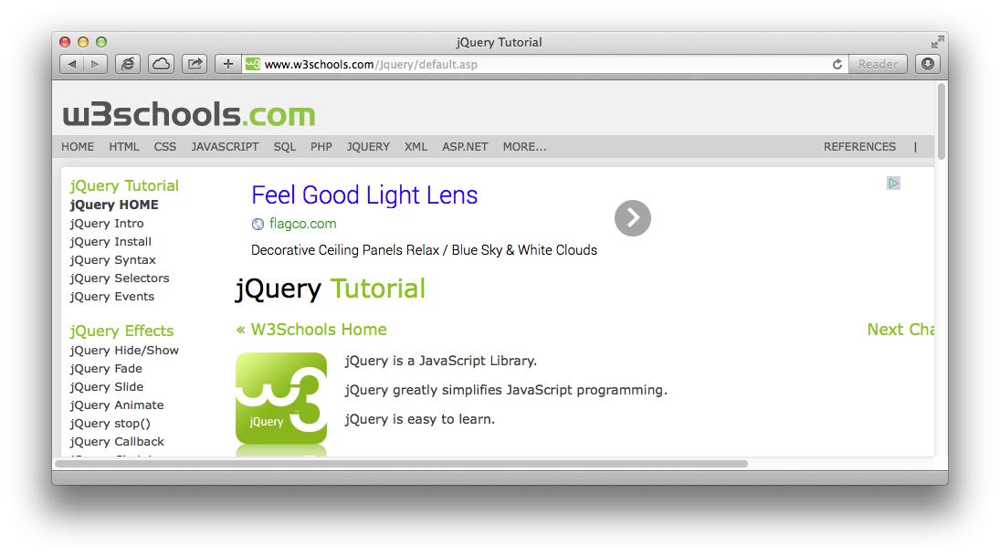 jQuery Tutorial
www.w3schools.com/Jquery/default.asp
Reader
w3schools.com
HOME HTML CSS JAVASCRIPT SQL PHP JQUERY XML ASP.NET MORE... REFERENCES |
jQuery Tutorial
jQuery HOME
jQuery Intro
jQuery Install
jQuery Syntax
jQuery Selectors
jQuery Events
jQuery Effects
jQuery Hide/Show
jQuery Fade
jQuery Slide
jQuery Animate
jQuery stop()
jQuery Callback
Feel Good Light Lens
flagco.com
Decorative Ceiling Panels Relax / Blue Sky & White Clouds
jQuery Tutorial
« W3Schools Home
Next Cha
w3
jQuery
jQuery is a JavaScript Library.
jQuery greatly simplifies JavaScript programming.
jQuery is easy to learn.